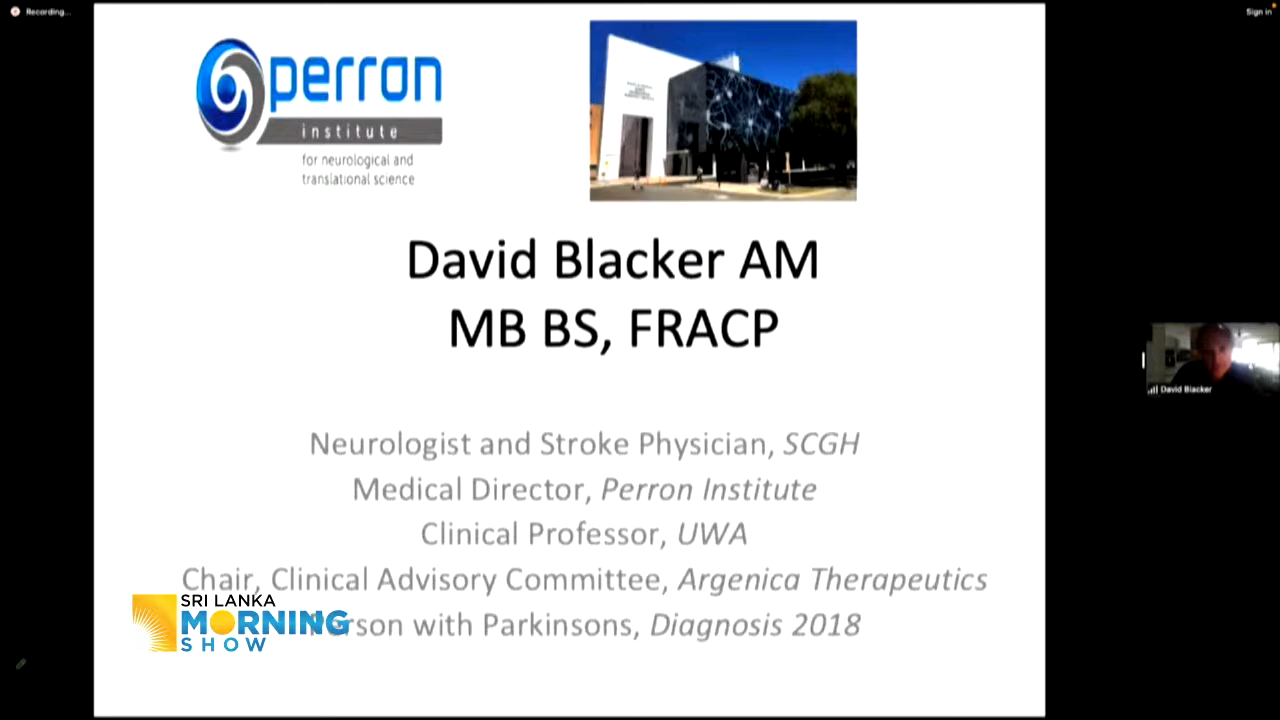 Recording...
Sign in
perron
institute
for neurological and
translational science
David Blacker AM
MB BS, FRACP
David Blacker
Neurologist and Stroke Physician, SCGH
Medical Director, Perron Institute
Clinical Professor, UWA
Chair, Clinical Advisory Committee, Argenica Therapeutics
Person with Parkinsons, Diagnosis 2018
SRI LANKA
MORNING
SHOW